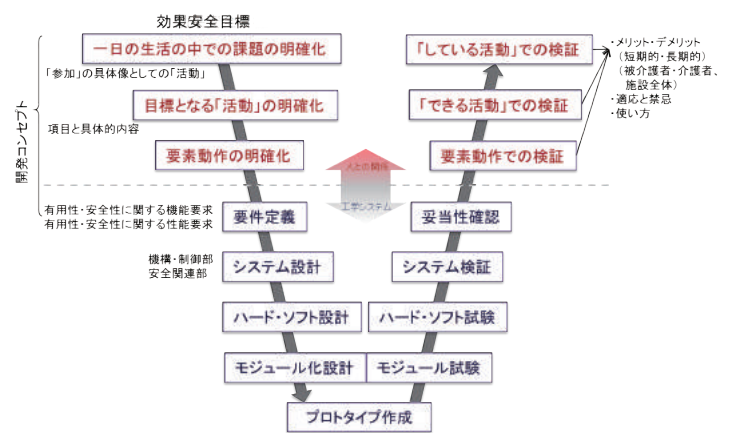 効果安全目標
一日の生活の中での課題の明確化
「参加」の具体像としての「活動」
目標となる「活動」の明確化
項目と具体的内容
要素動作の明確化
開発コンセプト
有用性・安全性に関する機能要求
有用性・安全性に関する性能要求
要件定義
機構・制御部
安全関連部
システム設計
ハード・ソフト設計
モジュール化設計
プロトタイプ作成
モジュール試験
ハード・ソフト試験
システム検証
妥当性確認
人との関係
工学システム
要素動作での検証
「できる活動」での検証
「している活動」での検証
・メリット・デメリット
（短期的・長期的）
（被介護者・介護者、
施設全体）
・適応と禁忌
・使い方